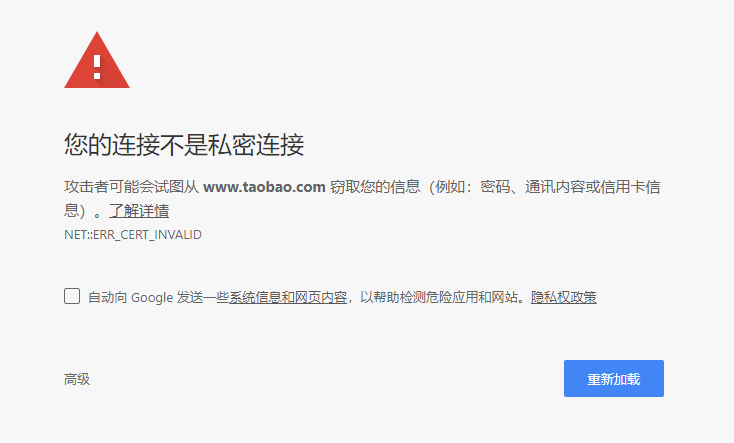 您的连接不是私密连接
攻击者可能会试图从 www.taobao.com 窃取您的信息（例如：密码、通讯内容或信用卡信
息）。了解详情
NET::ERR_CERT_INVALID
自动向 Google 发送一些系统信息和网页内容，以帮助检测危险应用和网站。隐私权政策
高级
重新加载